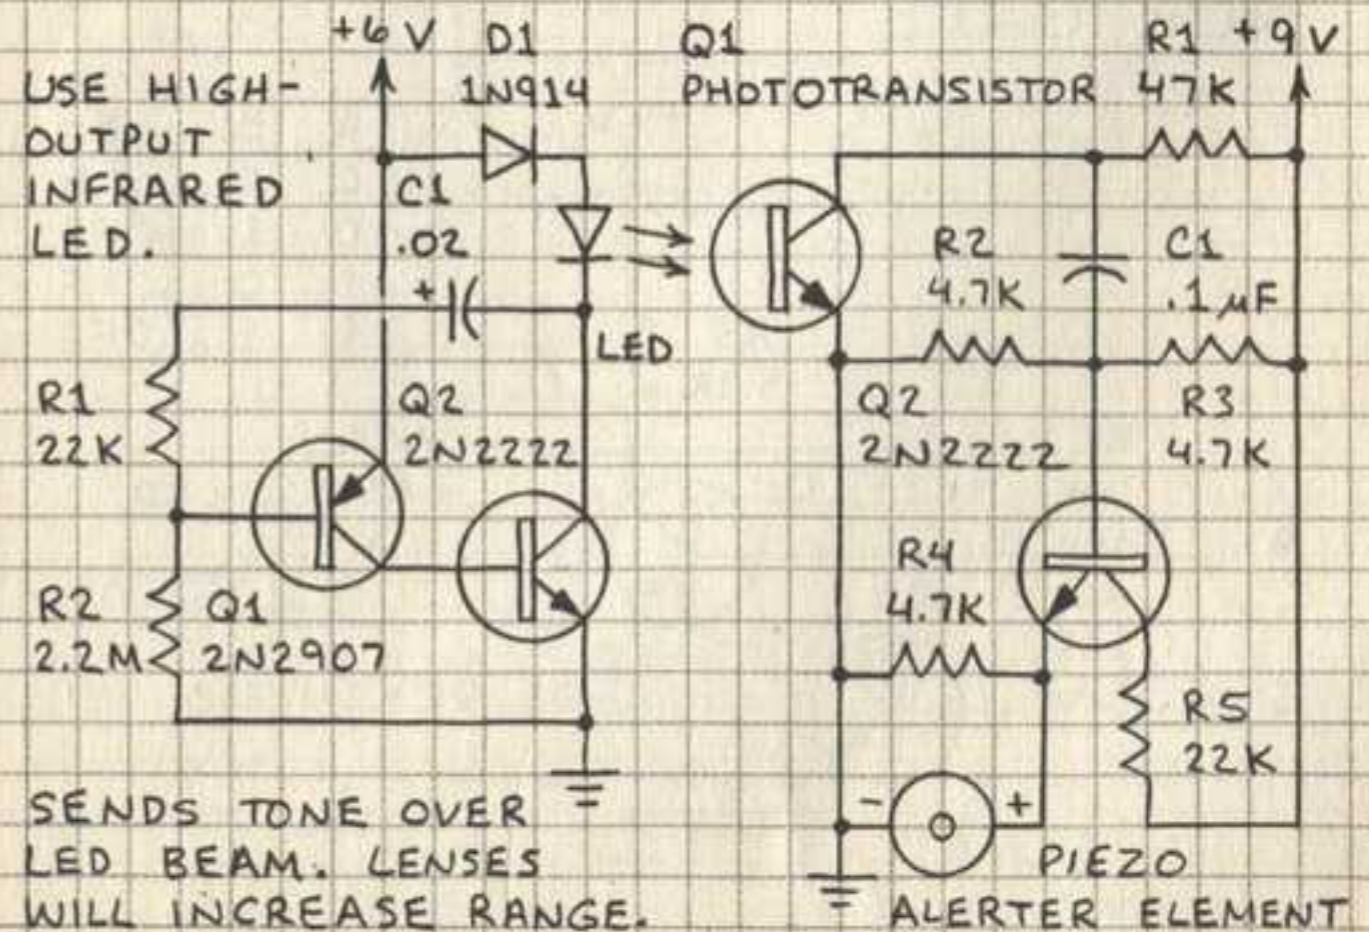 USE HIGH-
OUTPUT
INFRARED
LED.
+6 V
D1
1N914
C1
.02
+
LED
R1
22K
Q2
2N2222
R2
2.2M
Q1
2N2907
SENDS TONE OVER
LED BEAM. LENSES
WILL INCREASE RANGE.
Q1
PHOTOTRANSISTOR
R1
47K
+9 V
R2
4.7K
C1
.1µF
Q2
2N2222
R3
4.7K
R4
4.7K
R5
22K
- +
PIEZO
ALERTER ELEMENT